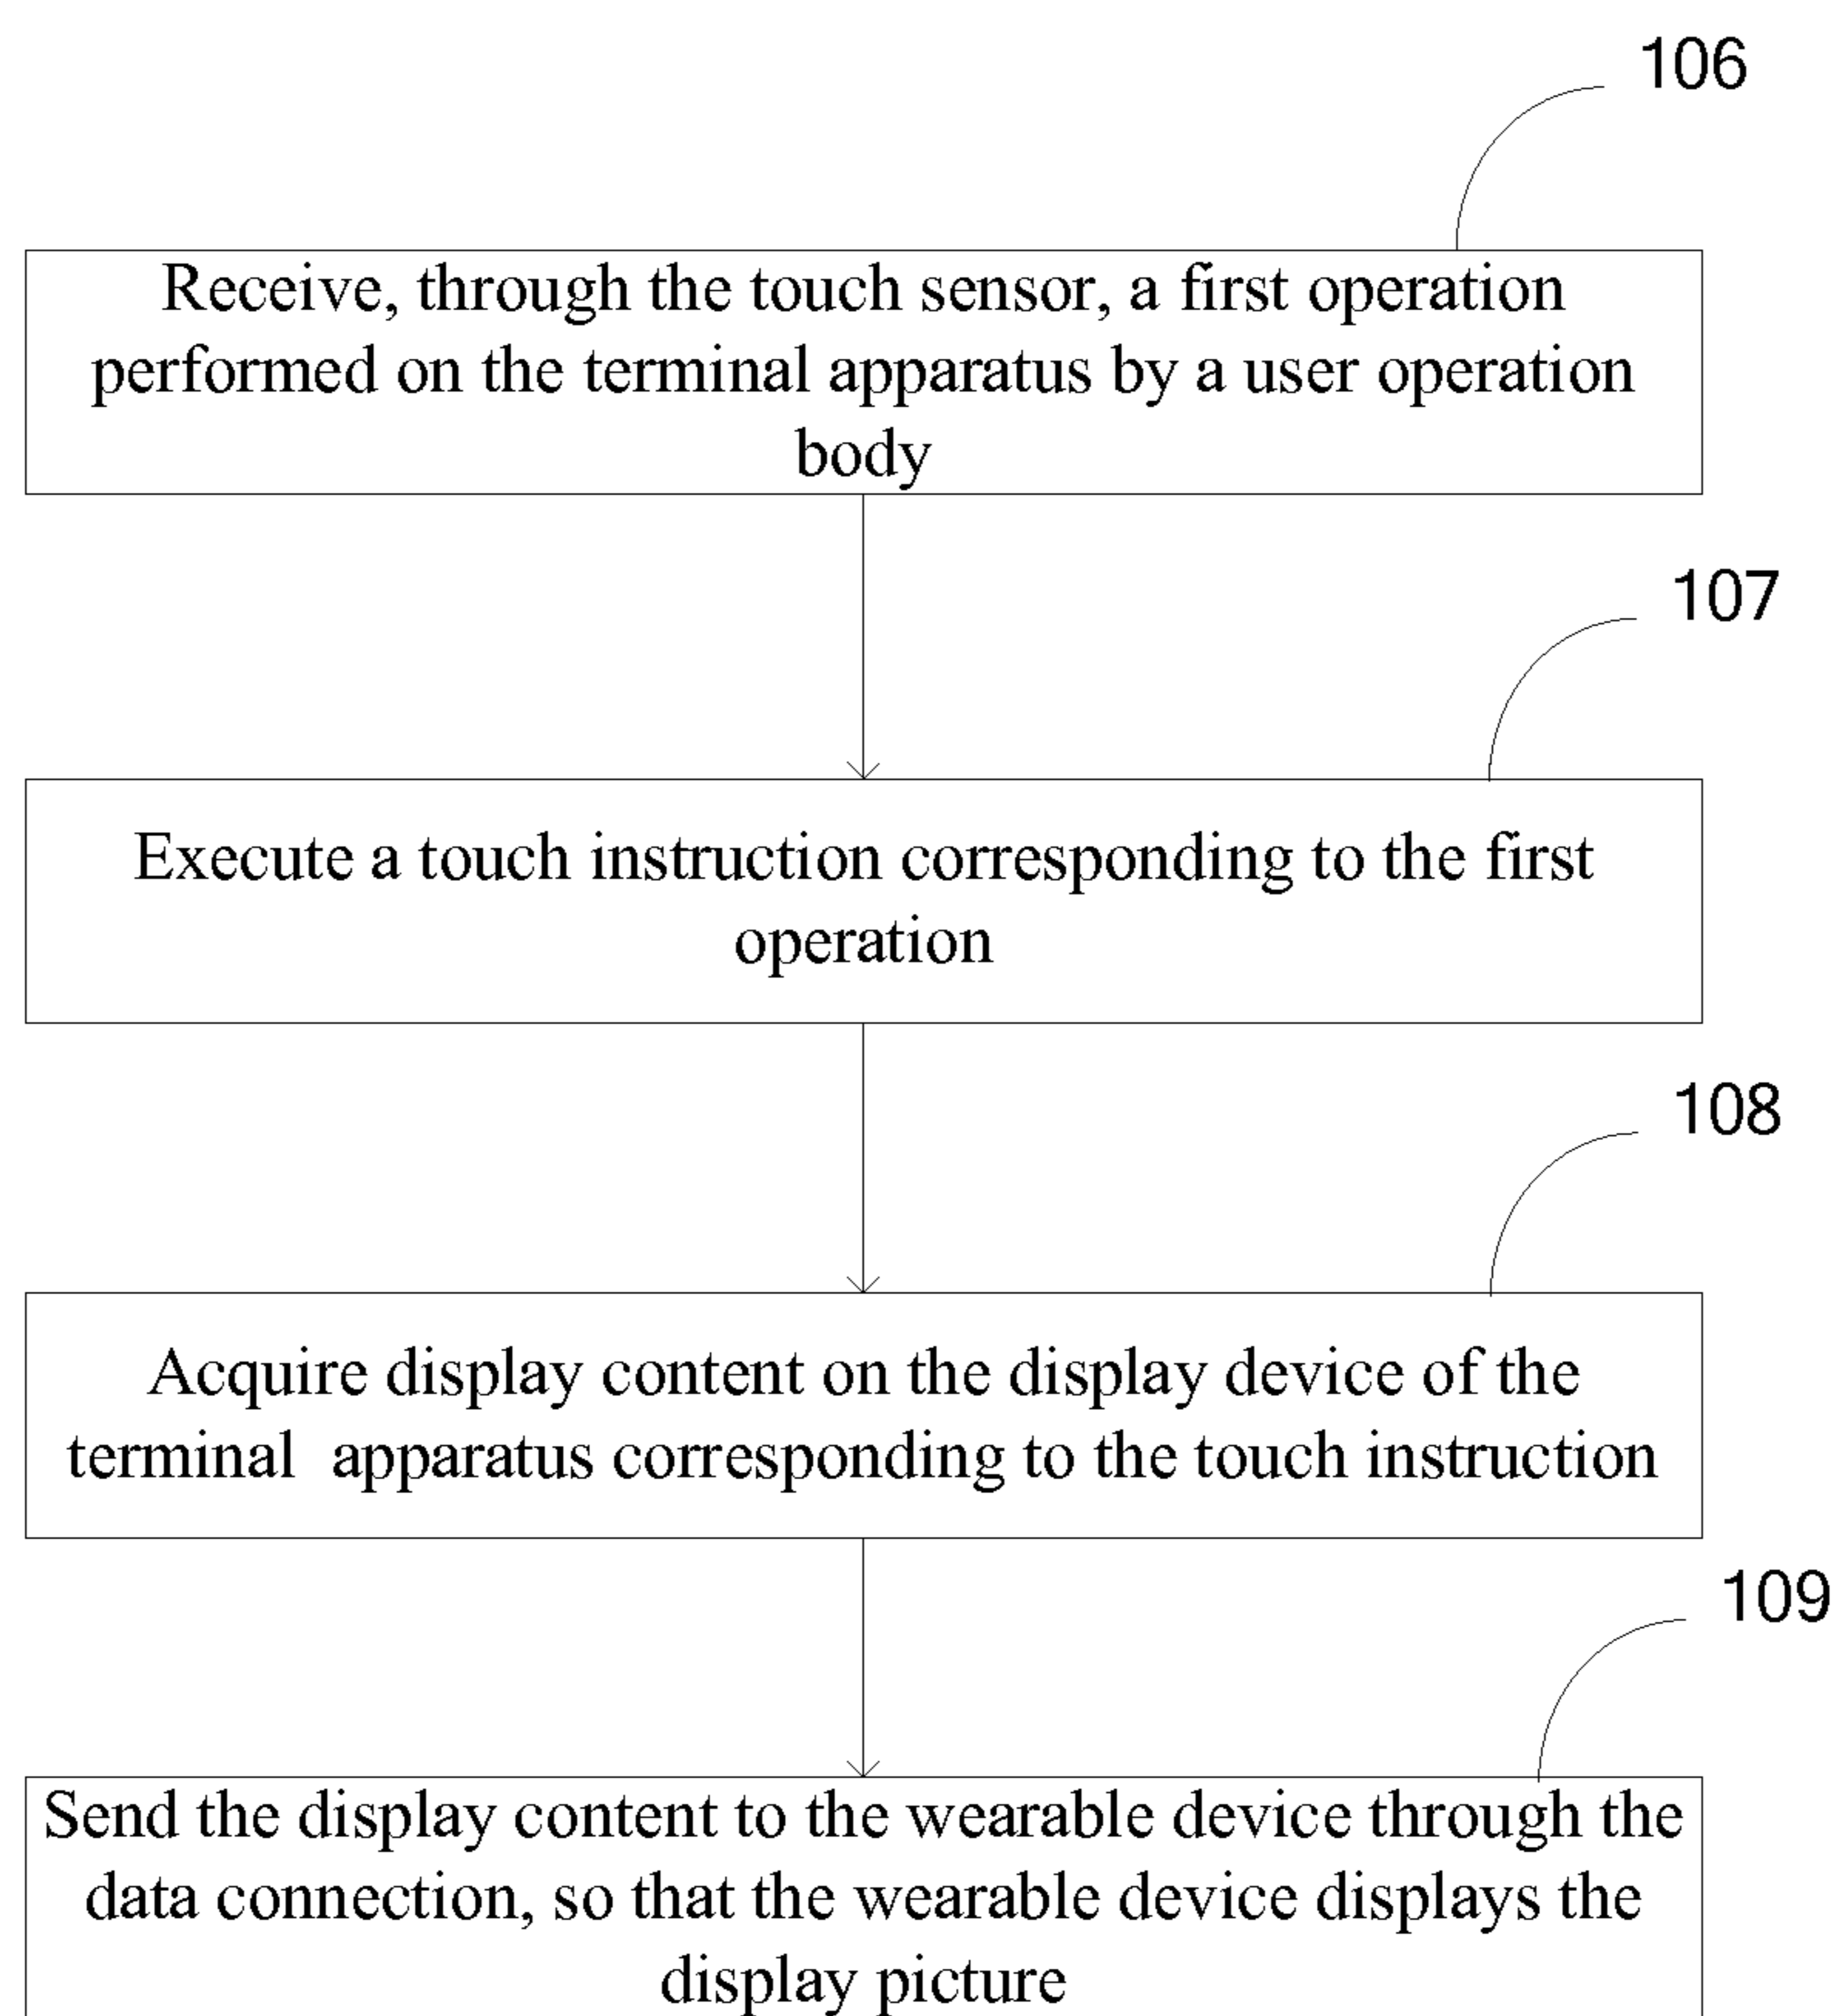 106
Receive, through the touch sensor, a first operation
performed on the terminal apparatus by a user operation
body
107
Execute a touch instruction corresponding to the first
operation
108
Acquire display content on the display device of the
terminal apparatus corresponding to the touch instruction
109
Send the display content to the wearable device through the
data connection, so that the wearable device displays the
display picture